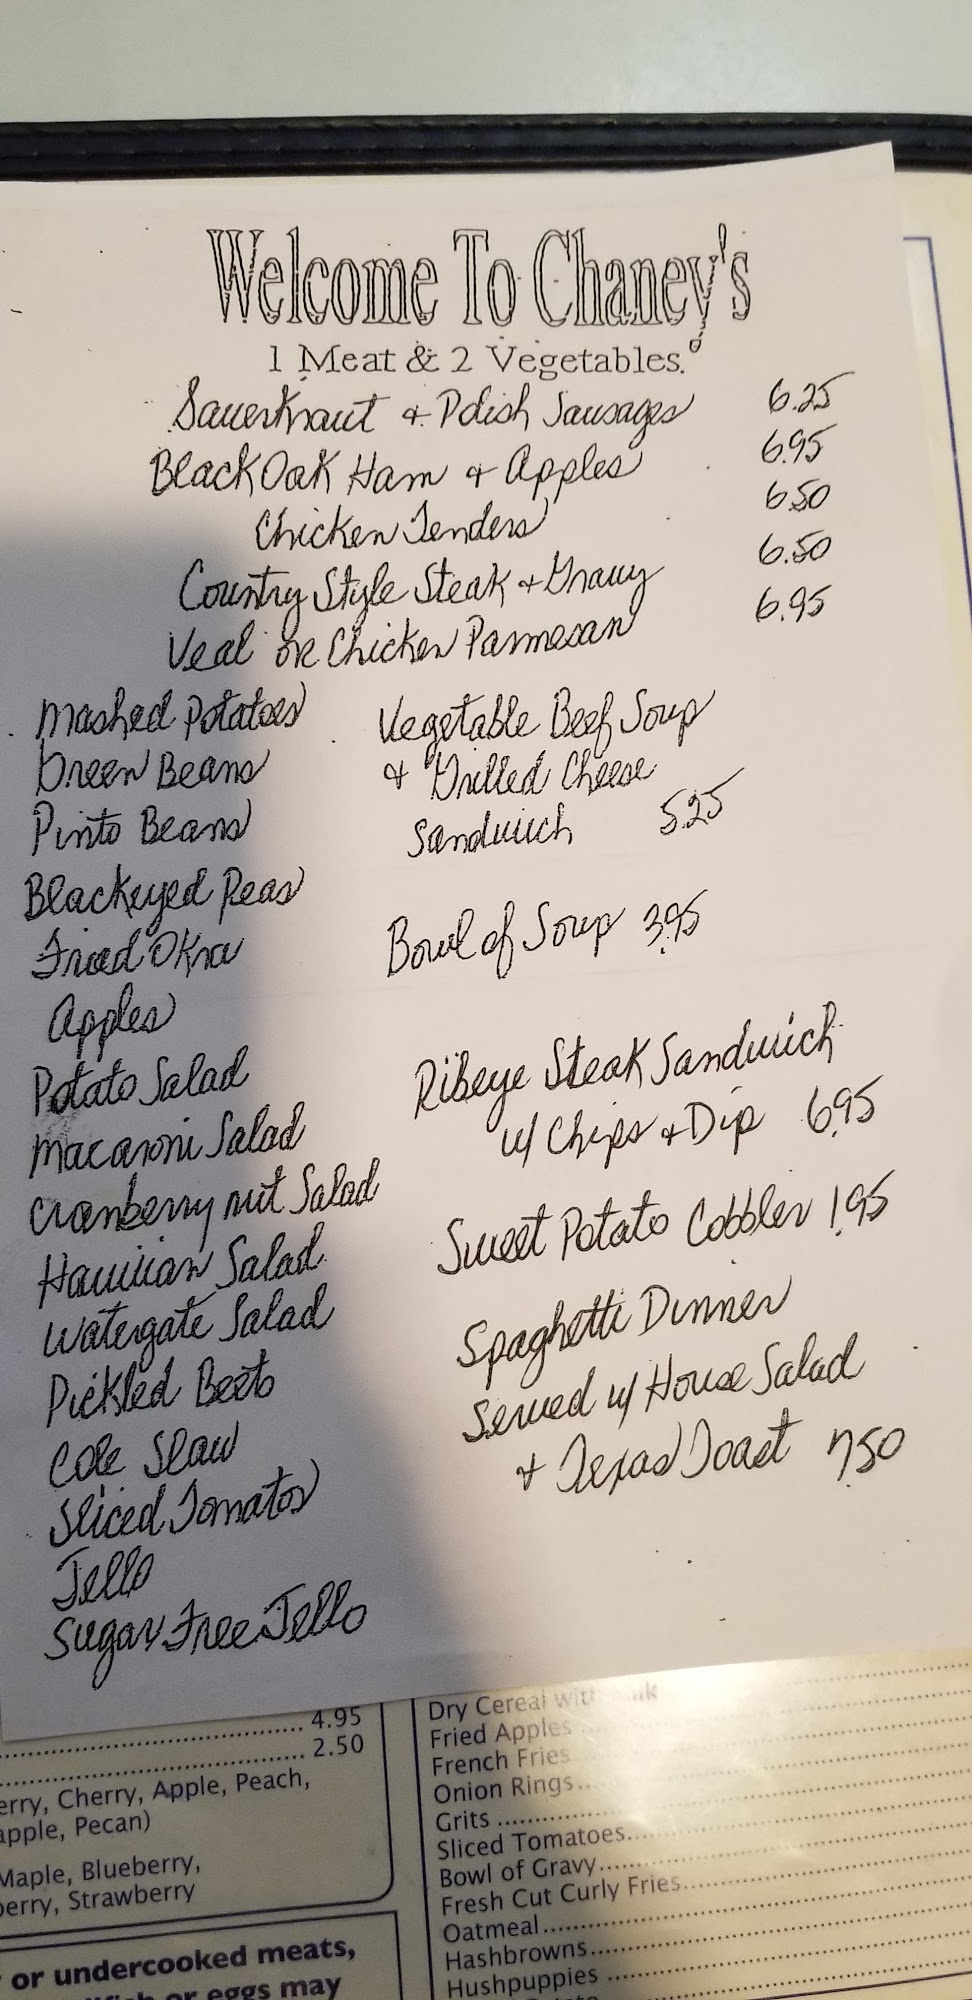 Welcome To Chaney's
1 Meat & 2 Vegetables.
Sauerkraut & Polish Sausages 6.25
Black Oak Ham & Apples 6.95
Chicken Tenders 6.50
Country Style Steak & Gravy 6.50
Veal or Chicken Parmesan 6.95
Mashed Potatoes
Green Beans
Pinto Beans
Blackeyed Peas
Fried Okra
Apples
Potato Salad
Macaroni Salad
Cranberry nut Salad
Hawiian Salad
Watergate Salad
Pickled Beets
Cole Slaw
Sliced Tomatos
Jello
Sugar Free Jello
Vegetable Beef Soup
& Grilled Cheese
Sandwich 5.25
Bowl of Soup 3.95
Ribeye Steak Sandwich
w/ Chips & Dip 6.95
Sweet Potato Cobbler 1.95
Spaghetti Dinner
Served w/ House Salad
& Texas Toast 7.50
4.95
2.50
erry, Cherry, Apple, Peach,
apple, Pecan)
Maple, Blueberry,
berry, Strawberry
or undercooked meats,
or eggs may
Dry Cereal with
Fried Apples
French Fries
Onion Rings
Grits
Sliced Tomatoes
Bowl of Gravy
Fresh Cut Curly Fries
Oatmeal
Hashbrowns
Hushpuppies